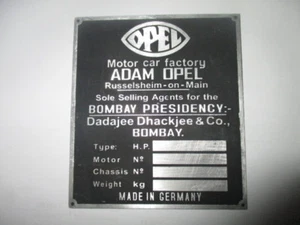 OPEL
Motor car factory
ADAM OPEL
Russelsheim-on-Main
Sole Selling Agents for the
BOMBAY PRESIDENCY:-
Dadajee Dhackjee & Co.,
BOMBAY.
Type: H.P.
Motor Nº
Chassis Nº
Weight kg
MADE IN GERMANY